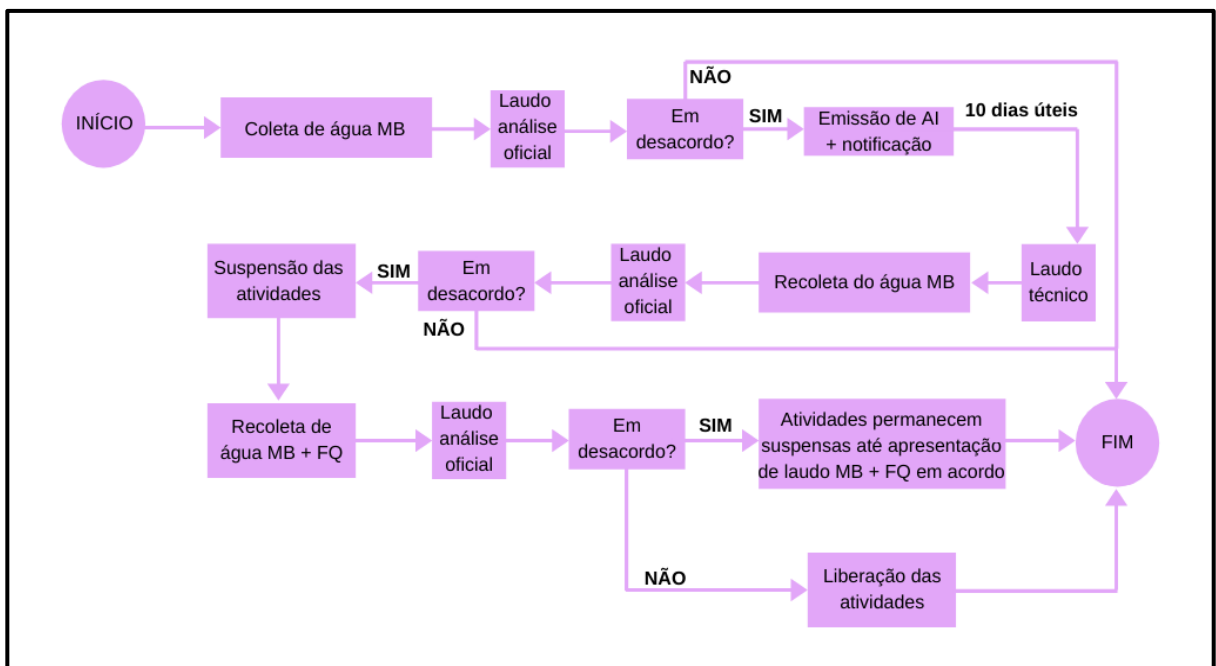 INÍCIO
Coleta de água MB
Laudo
análise
oficial
Em
desacordo?
NÃO
SIM
Emissão de AI
+ notificação
10 dias úteis
Laudo
técnico
Recoleta do água MB
Laudo
análise
oficial
Em
desacordo?
SIM
NÃO
Suspensão das
atividades
Recoleta de
água MB + FQ
Laudo
análise
oficial
Em
desacordo?
SIM
Atividades permanecem
suspensas até apresentação
de laudo MB + FQ em acordo
FIM
NÃO
Liberação das
atividades